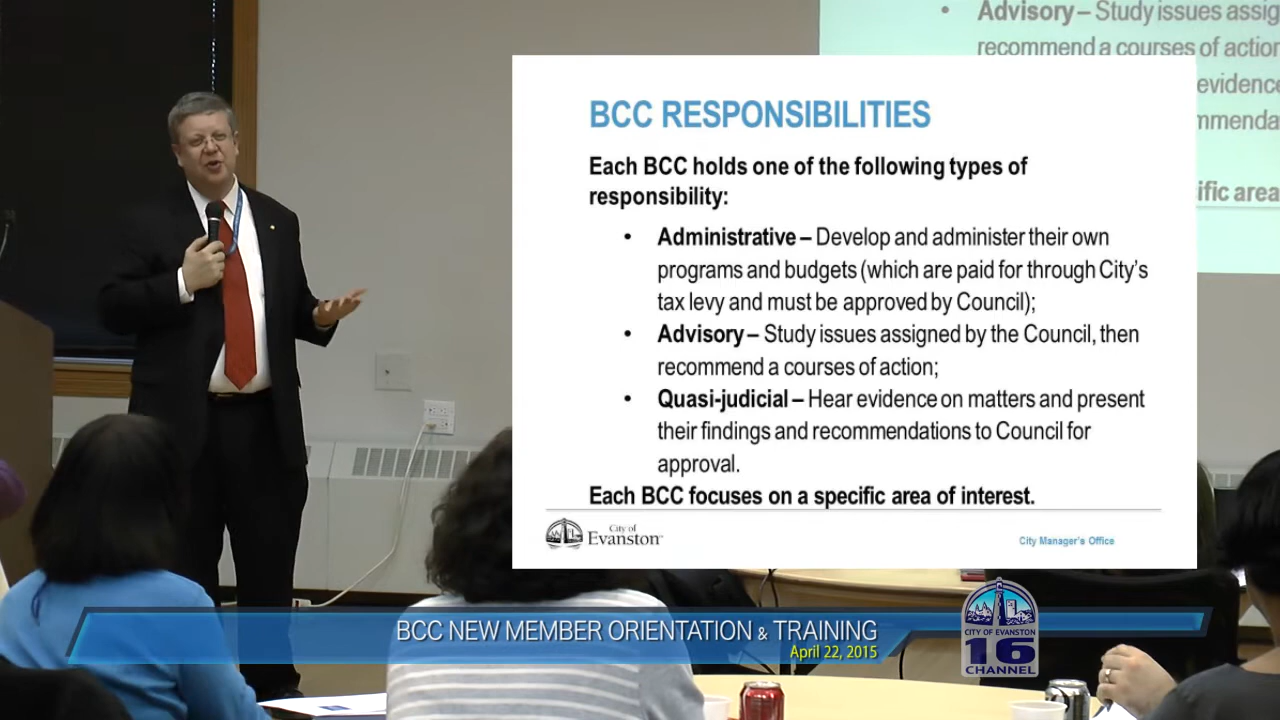 Advisory – Study issues assig
recommend a courses of action
evidence
mmenda
ific area
BCC RESPONSIBILITIES
Each BCC holds one of the following types of
responsibility:
• Administrative – Develop and administer their own
programs and budgets (which are paid for through City's
tax levy and must be approved by Council);
• Advisory – Study issues assigned by the Council, then
recommend a courses of action;
• Quasi-judicial – Hear evidence on matters and present
their findings and recommendations to Council for
approval.
Each BCC focuses on a specific area of interest.
City of
Evanston
City Manager's Office
BCC NEW MEMBER ORIENTATION & TRAINING
April 22, 2015
CITY OF EVANSTON
16
CHANNEL